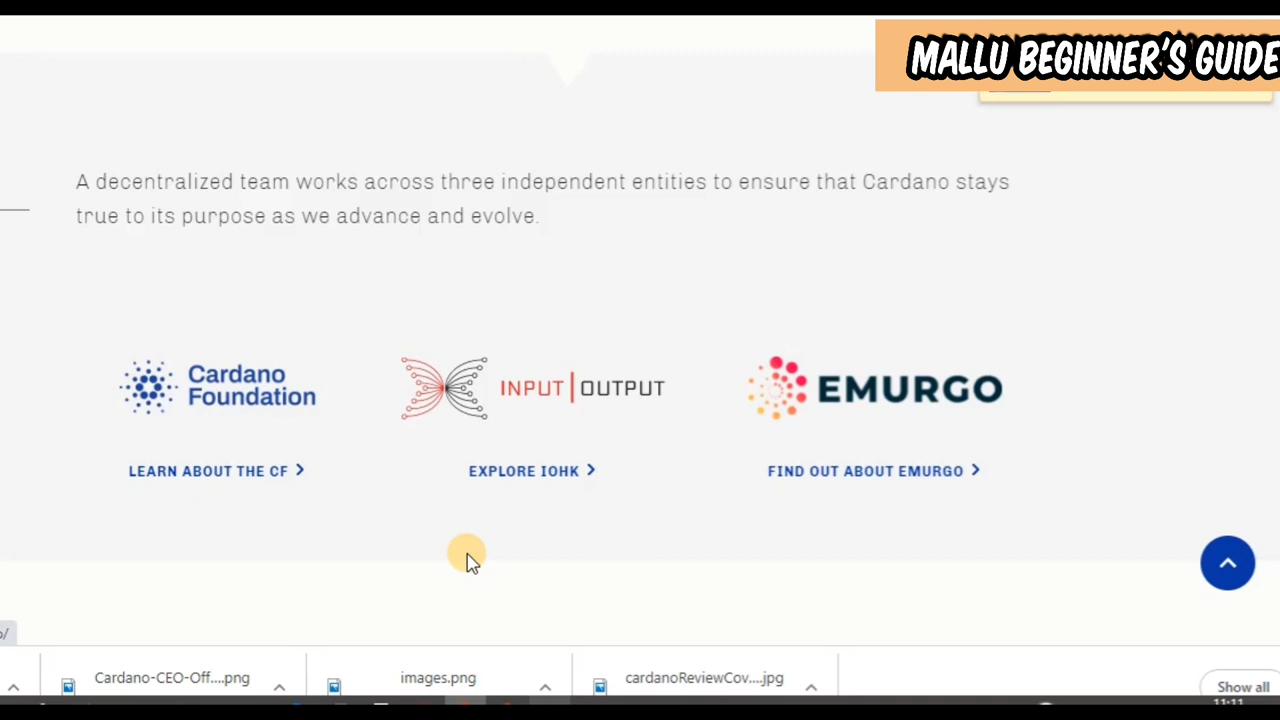 MALLU BEGINNER'S GUIDE
A decentralized team works across three independent entities to ensure that Cardano stays
true to its purpose as we advance and evolve.
Cardano
Foundation
INPUT|OUTPUT
EMURGO
LEARN ABOUT THE CF
EXPLORE IOHK
FIND OUT ABOUT EMURGO
Cardano-CEO-Off....png
images.png
cardanoReviewCov....jpg
Show all
11:11